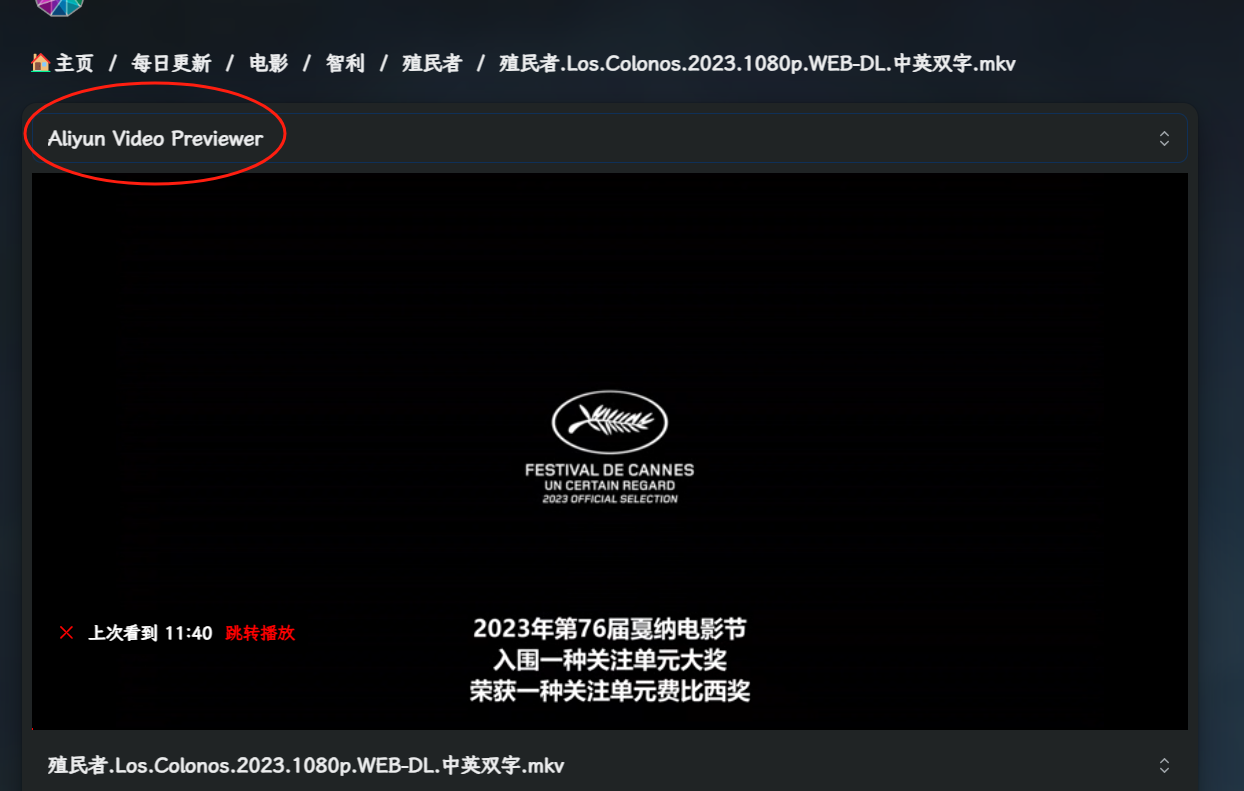 主页 / 每日更新 / 电影 / 智利 / 殖民者 / 殖民者.Los.Colonos.2023.1080p.WEB-DL.中英双字.mkv
Aliyun Video Previewer
FESTIVAL DE CANNES
UN CERTAIN REGARD
2023 OFFICIAL SELECTION
上次看到 11:40 跳转播放
2023年第76届戛纳电影节
入围一种关注单元大奖
荣获一种关注单元费比西奖
殖民者.Los.Colonos.2023.1080p.WEB-DL.中英双字.mkv